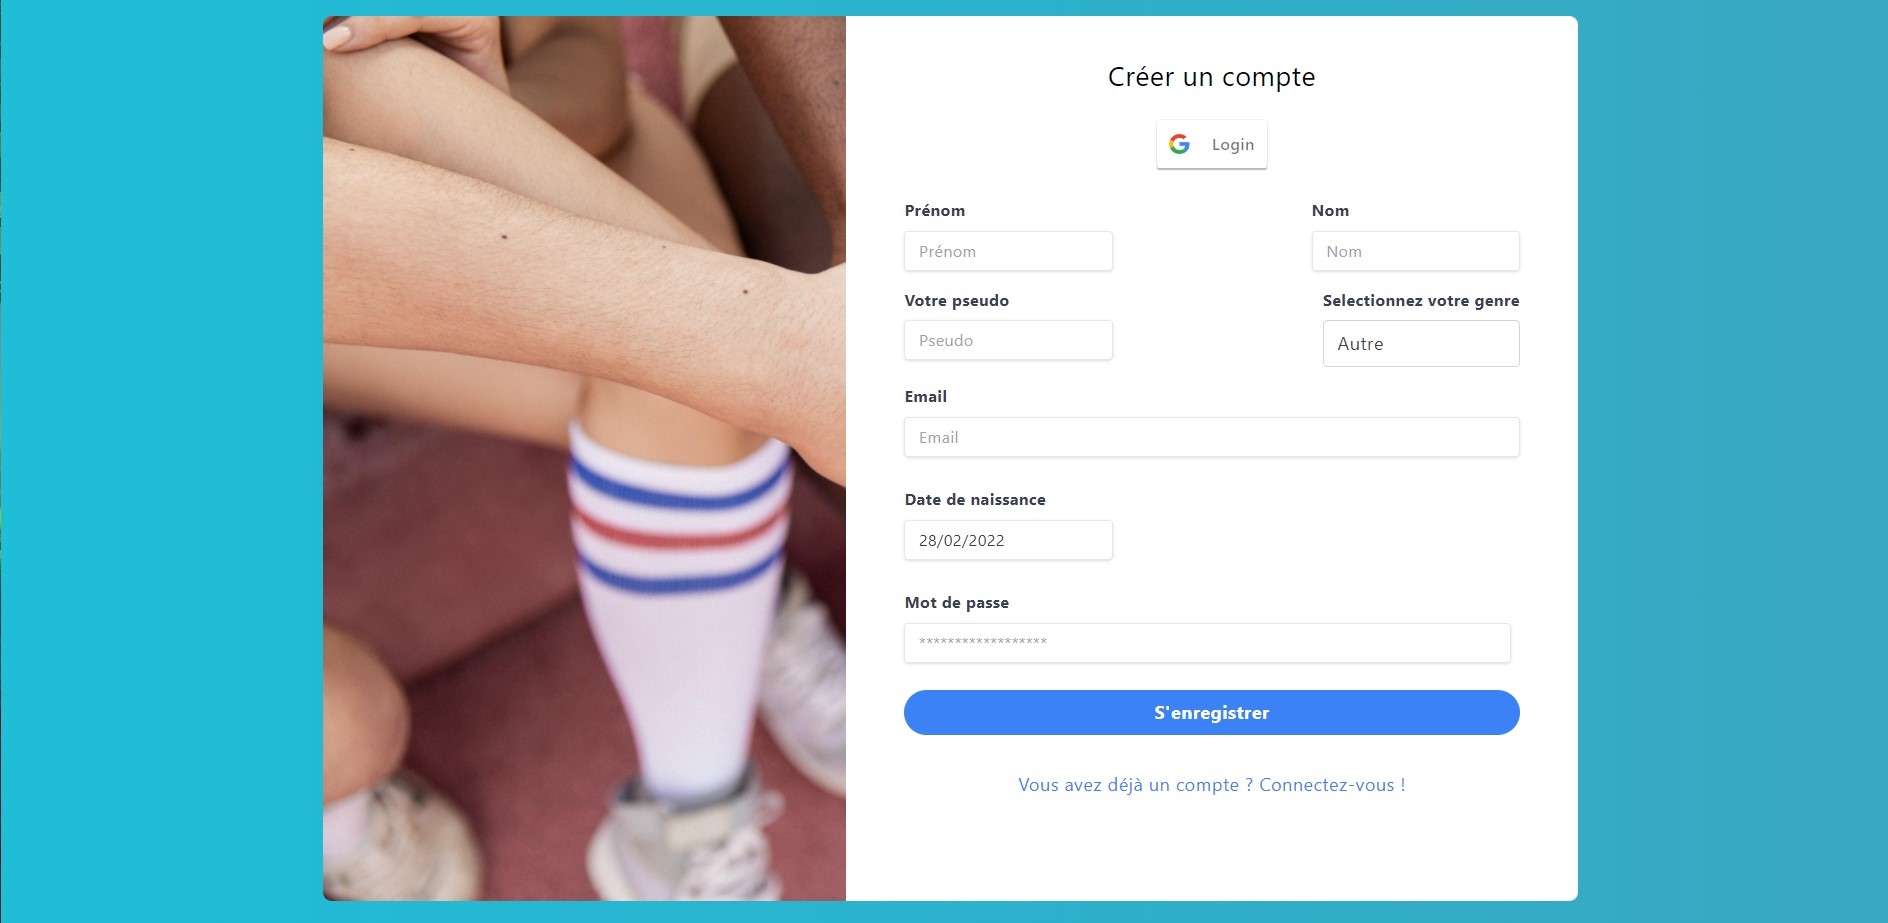 Créer un compte
Login
Prénom
Nom
Prénom
Nom
Votre pseudo
Selectionnez votre genre
Pseudo
Autre
Email
Email
Date de naissance
28/02/2022
Mot de passe
******************
S'enregistrer
Vous avez déjà un compte ? Connectez-vous !